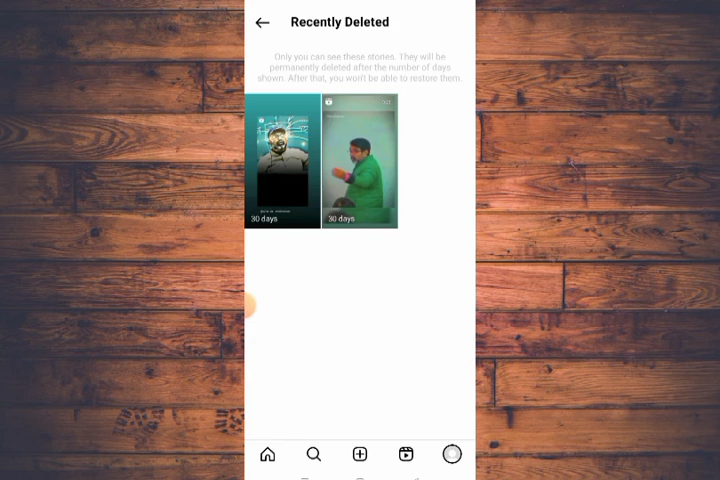 Recently Deleted
Only you can see these stories. They will be
permanently deleted after the number of days
shown. After that, you won't be able to restore them.
30 days
30 days